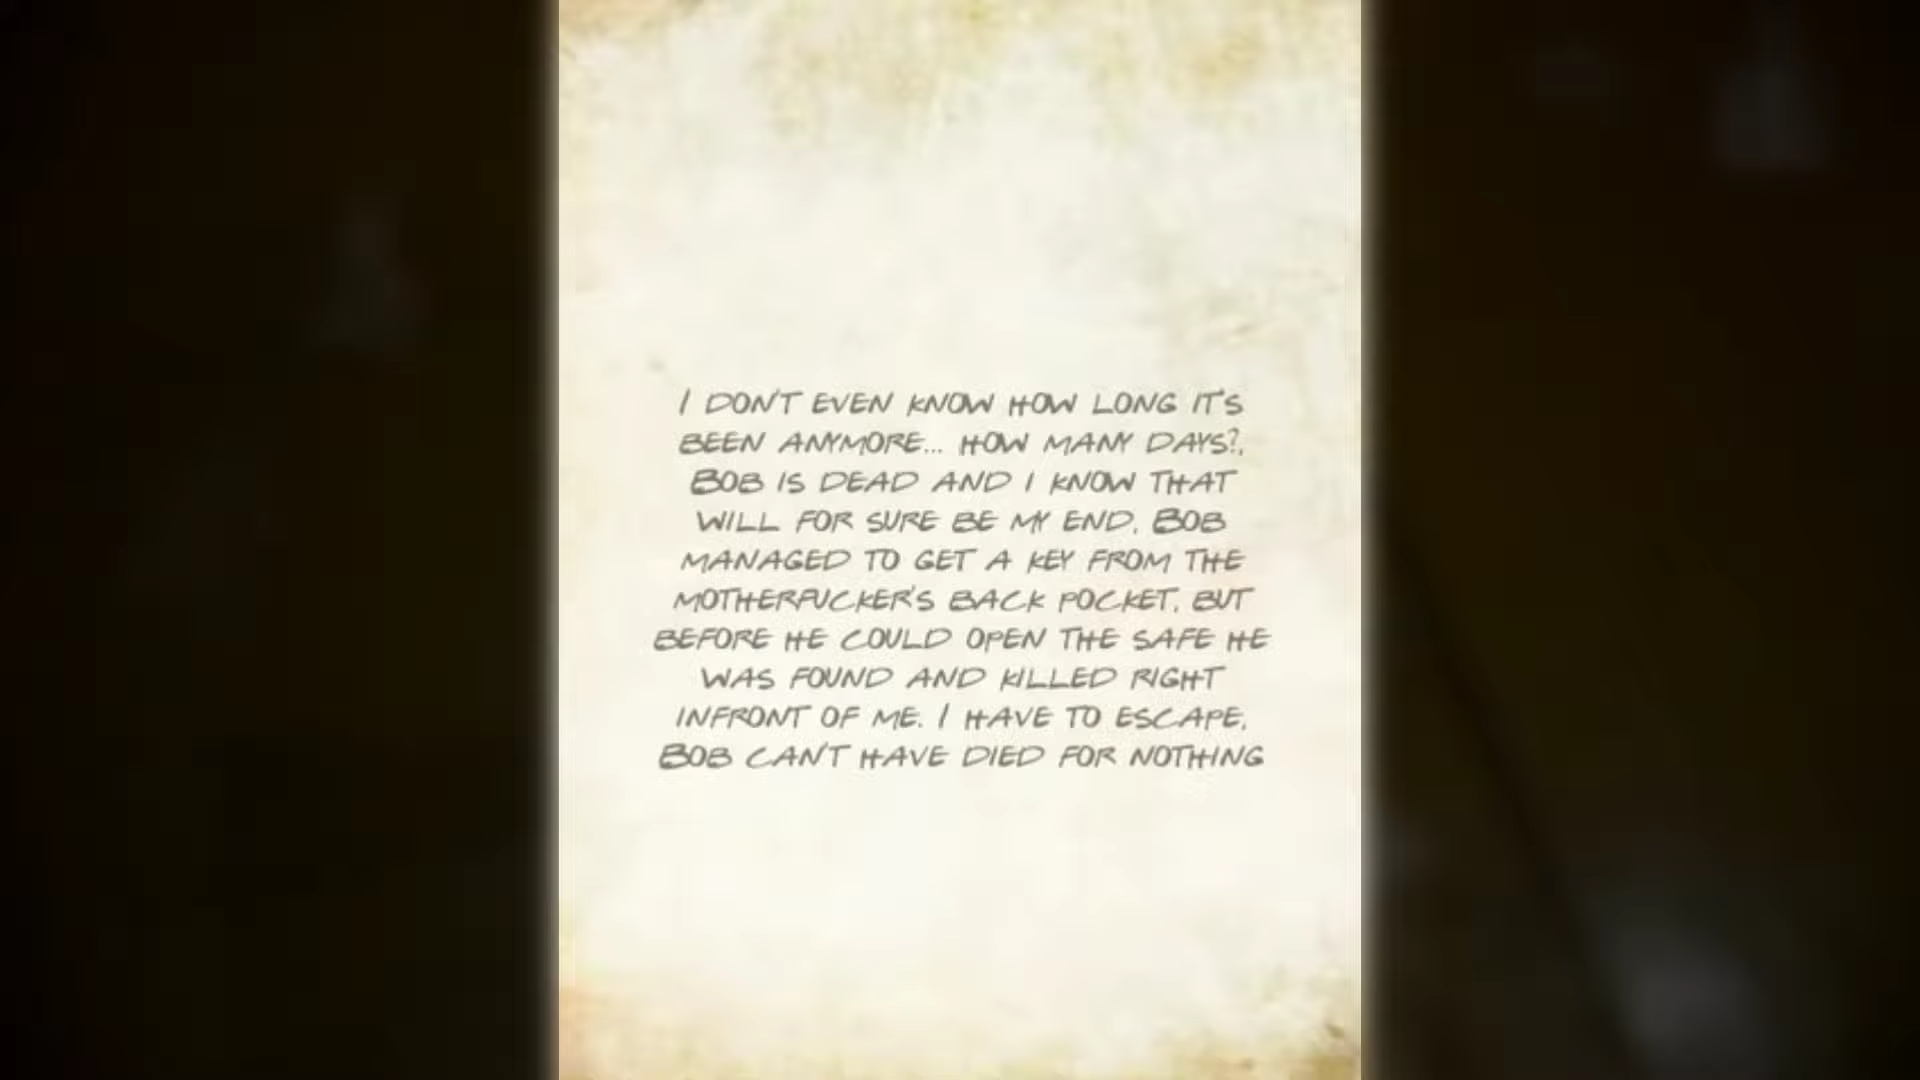 I DON'T EVEN KNOW HOW LONG IT'S
BEEN ANYMORE... HOW MANY DAYS?.
BOB IS DEAD AND I KNOW THAT
WILL FOR SURE BE MY END. BOB
MANAGED TO GET A KEY FROM THE
MOTHERFUCKER'S BACK POCKET. BUT
BEFORE HE COULD OPEN THE SAFE HE
WAS FOUND AND KILLED RIGHT
INFRONT OF ME. I HAVE TO ESCAPE.
BOB CAN'T HAVE DIED FOR NOTHING